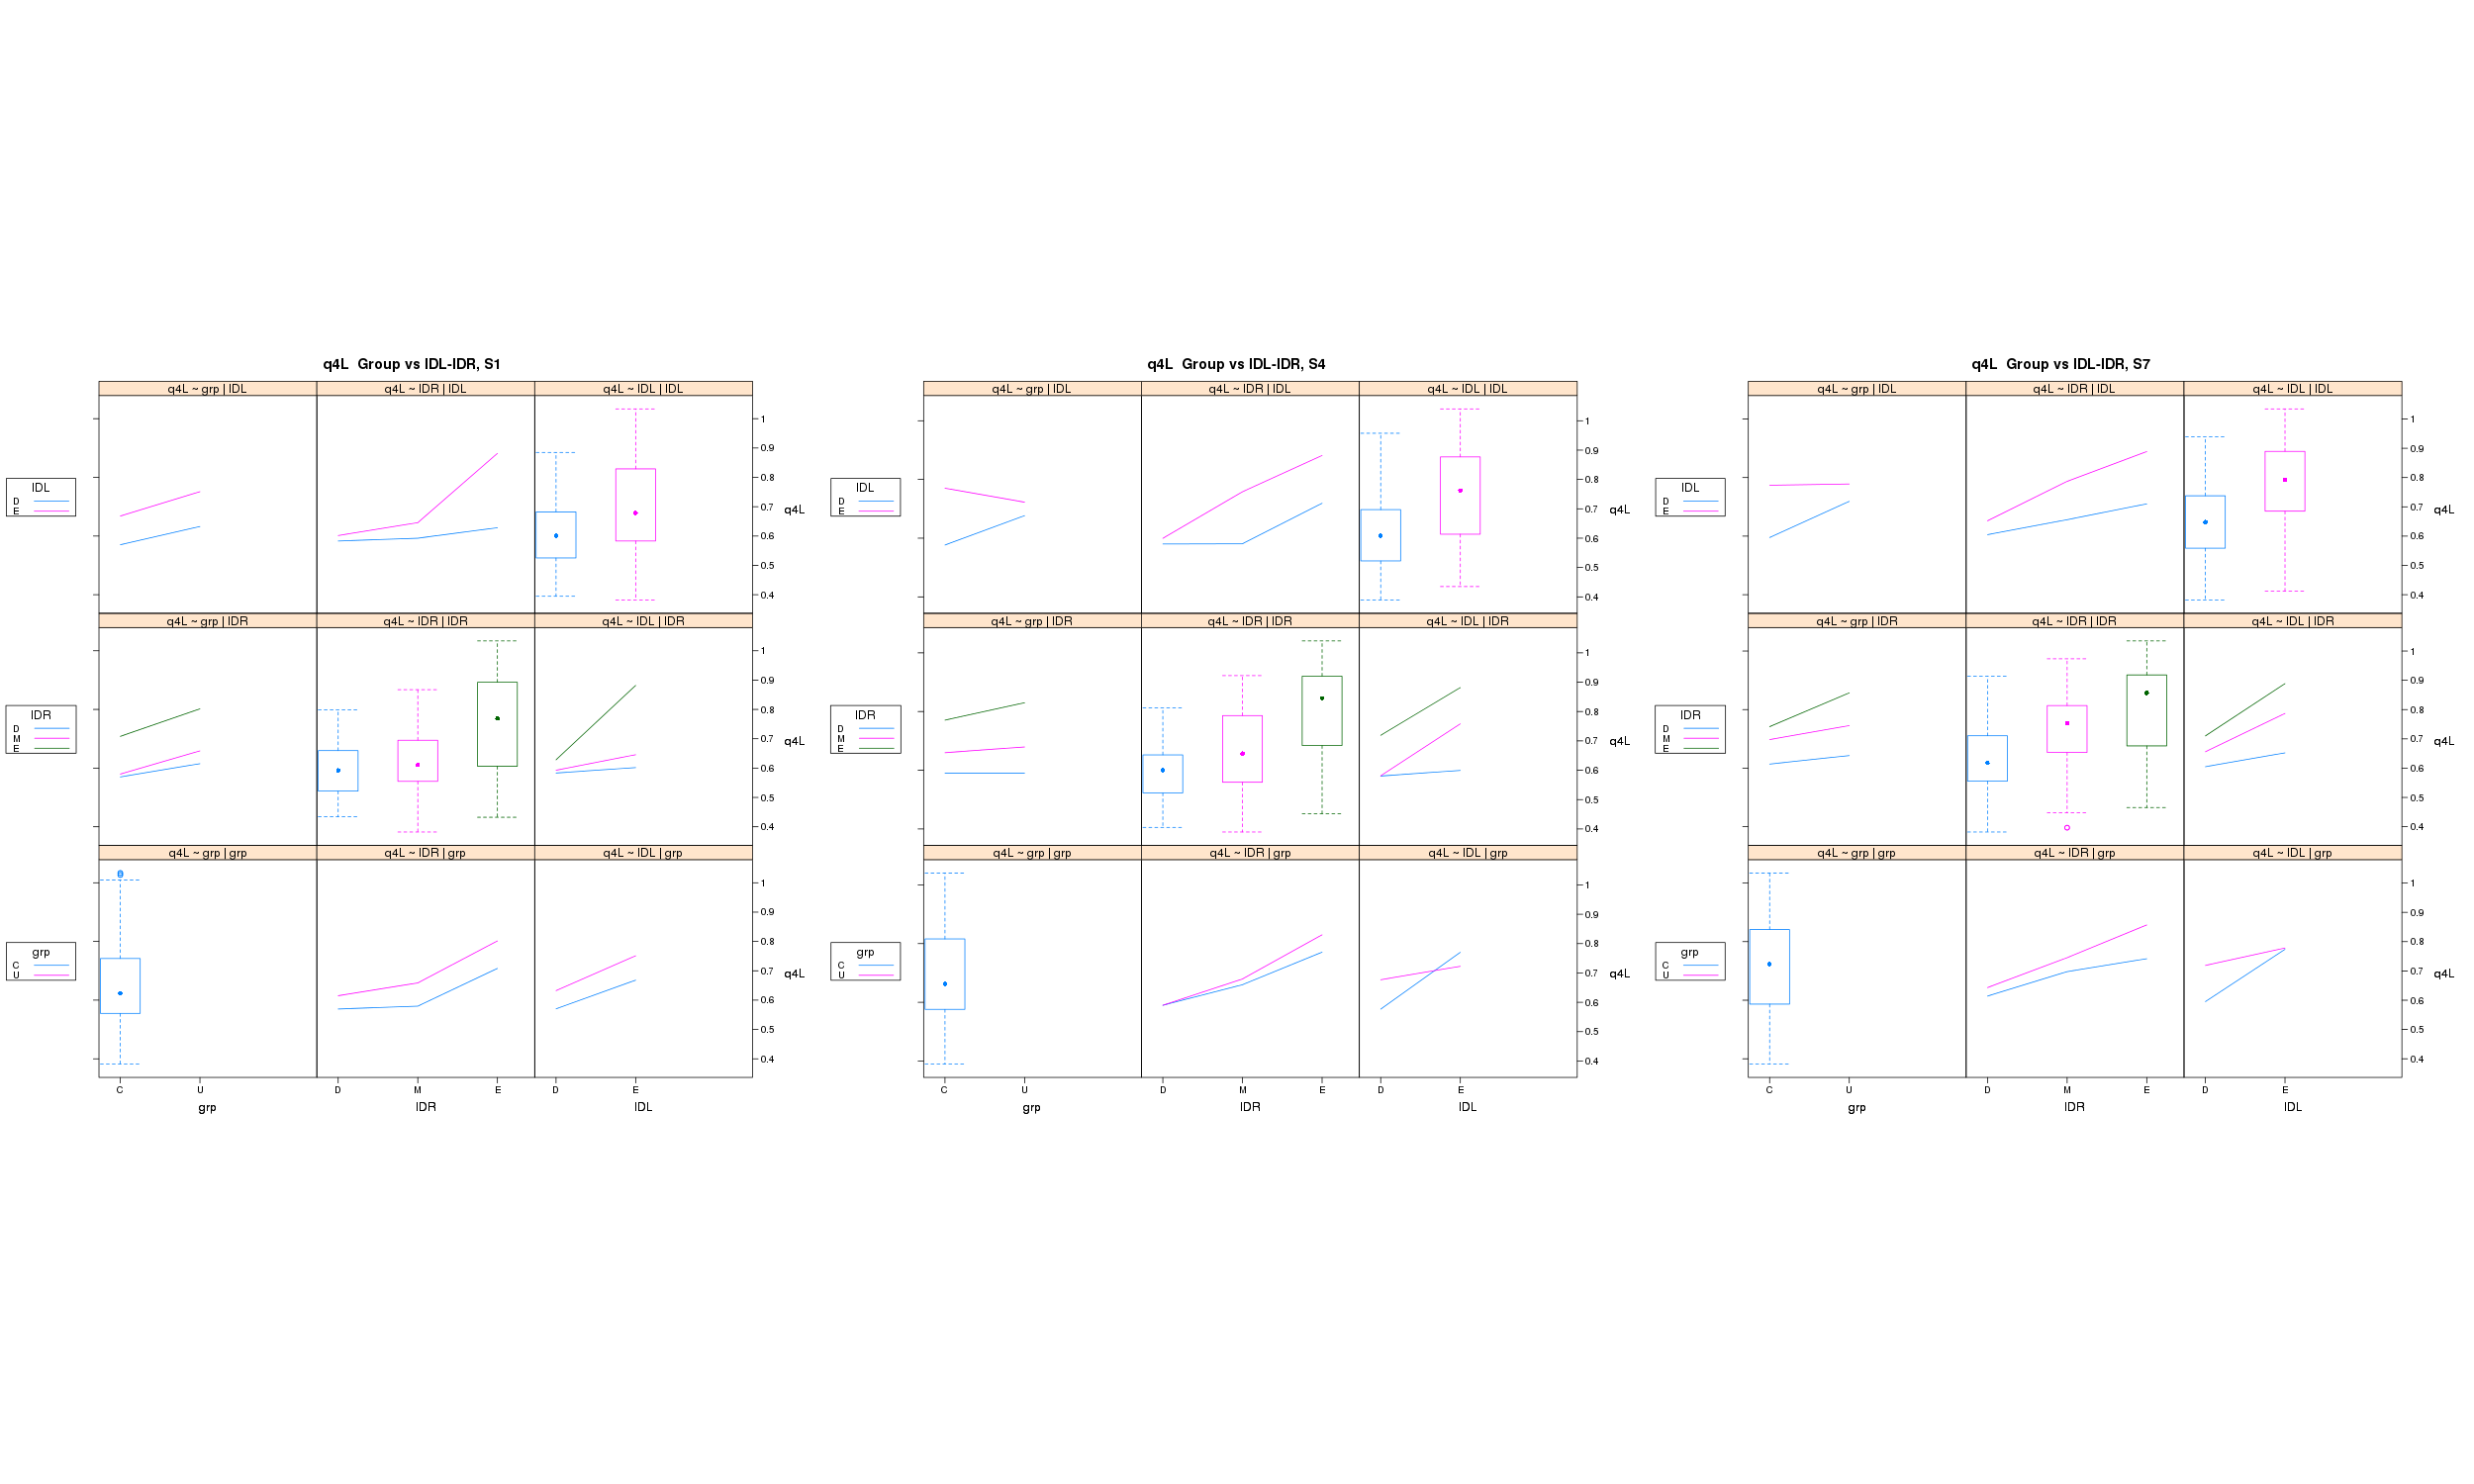 q4L Group vs IDL-IDR, S1
q4L ~ grp | IDL
q4L ~ IDR | IDL
q4L ~ IDL | IDL
IDL
D
E
1
0.9
0.8
0.7
0.6
0.5
0.4
q4L
q4L ~ grp | IDR
q4L ~ IDR | IDR
q4L ~ IDL | IDR
IDR
D
M
E
1
0.9
0.8
0.7
0.6
0.5
0.4
q4L
q4L ~ grp | grp
q4L ~ IDR | grp
q4L ~ IDL | grp
grp
C
U
1
0.9
0.8
0.7
0.6
0.5
0.4
q4L
C U D M E D E
grp IDR IDL
q4L Group vs IDL-IDR, S4
q4L ~ grp | IDL
q4L ~ IDR | IDL
q4L ~ IDL | IDL
IDL
D
E
1
0.9
0.8
0.7
0.6
0.5
0.4
q4L
q4L ~ grp | IDR
q4L ~ IDR | IDR
q4L ~ IDL | IDR
IDR
D
M
E
1
0.9
0.8
0.7
0.6
0.5
0.4
q4L
q4L ~ grp | grp
q4L ~ IDR | grp
q4L ~ IDL | grp
grp
C
U
1
0.9
0.8
0.7
0.6
0.5
0.4
q4L
C U D M E D E
grp IDR IDL
q4L Group vs IDL-IDR, S7
q4L ~ grp | IDL
q4L ~ IDR | IDL
q4L ~ IDL | IDL
IDL
D
E
1
0.9
0.8
0.7
0.6
0.5
0.4
q4L
q4L ~ grp | IDR
q4L ~ IDR | IDR
q4L ~ IDL | IDR
IDR
D
M
E
1
0.9
0.8
0.7
0.6
0.5
0.4
q4L
q4L ~ grp | grp
q4L ~ IDR | grp
q4L ~ IDL | grp
grp
C
U
1
0.9
0.8
0.7
0.6
0.5
0.4
q4L
C U D M E D E
grp IDR IDL